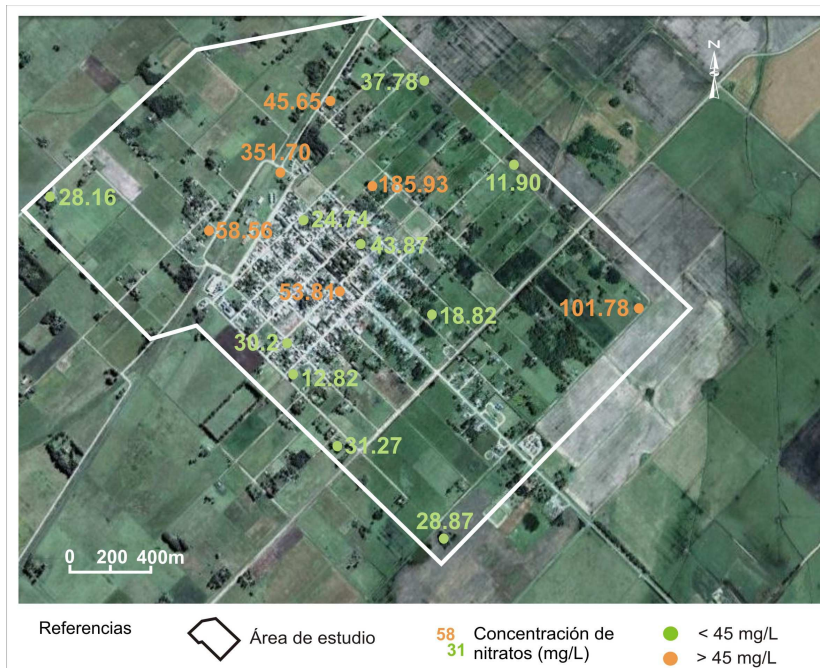 37.78
45.65
351.70
185.93
11.90
28.16
24.74
58.56
43.87
53.81
101.78
18.82
30.2
12.82
31.27
28.87
N
0 200 400m
Referencias
Área de estudio
58
31
Concentración de
nitratos (mg/L)
< 45 mg/L
> 45 mg/L